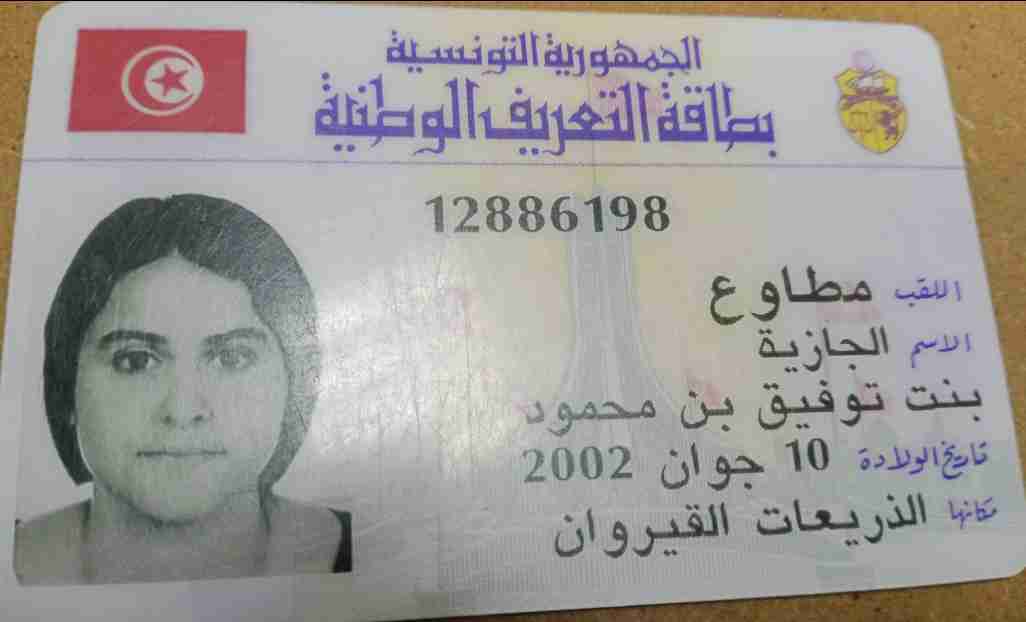 الجمهورية التونسية
بطاقة التعريف الوطنية
12886198
اللقب مطاوع
الاسم الجازية
بنت توفيق بن محمود
تاريخ الولادة 10 جوان 2002
مكانها الذريعات القيروان